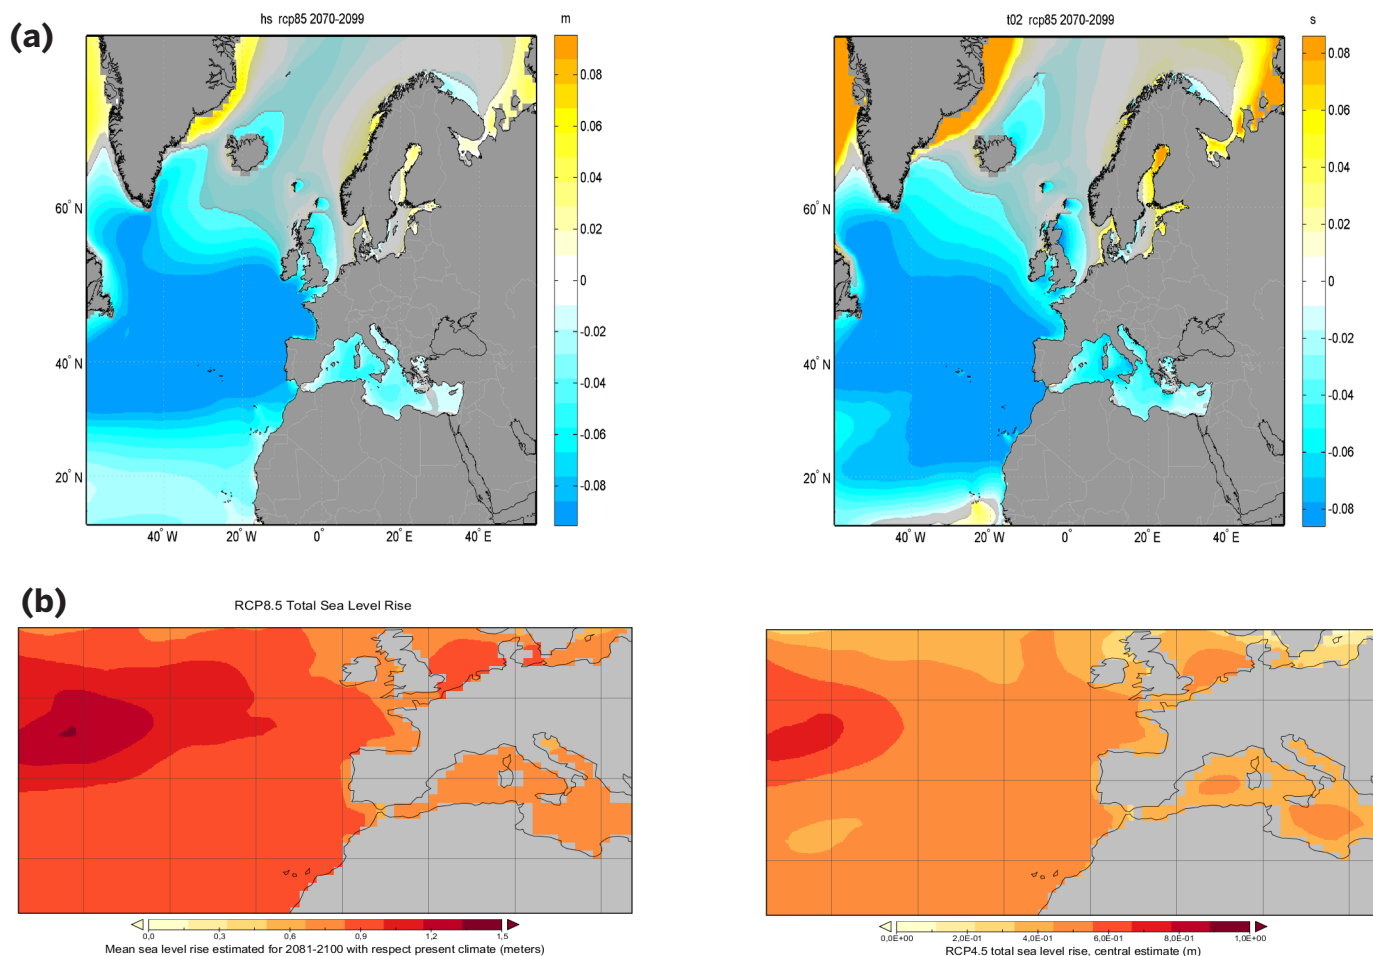 (a)
hs rcp85 2070-2099
m
0.08
0.06
0.04
0.02
0
-0.02
-0.04
-0.06
-0.08
60° N
40° N
20° N
40° W
20° W
0°
20° E
40° E
t02 rcp85 2070-2099
s
0.08
0.06
0.04
0.02
0
-0.02
-0.04
-0.06
-0.08
60° N
40° N
20° N
40° W
20° W
0°
20° E
40° E
(b)
RCP8.5 Total Sea Level Rise
0,0 0,3 0,6 0,9 1,2 1,5
Mean sea level rise estimated for 2081-2100 with respect present climate (meters)
0,0E+00 2,0E-01 4,0E-01 6,0E-01 8,0E-01 1,0E+00
RCP4.5 total sea level rise, central estimate (m)